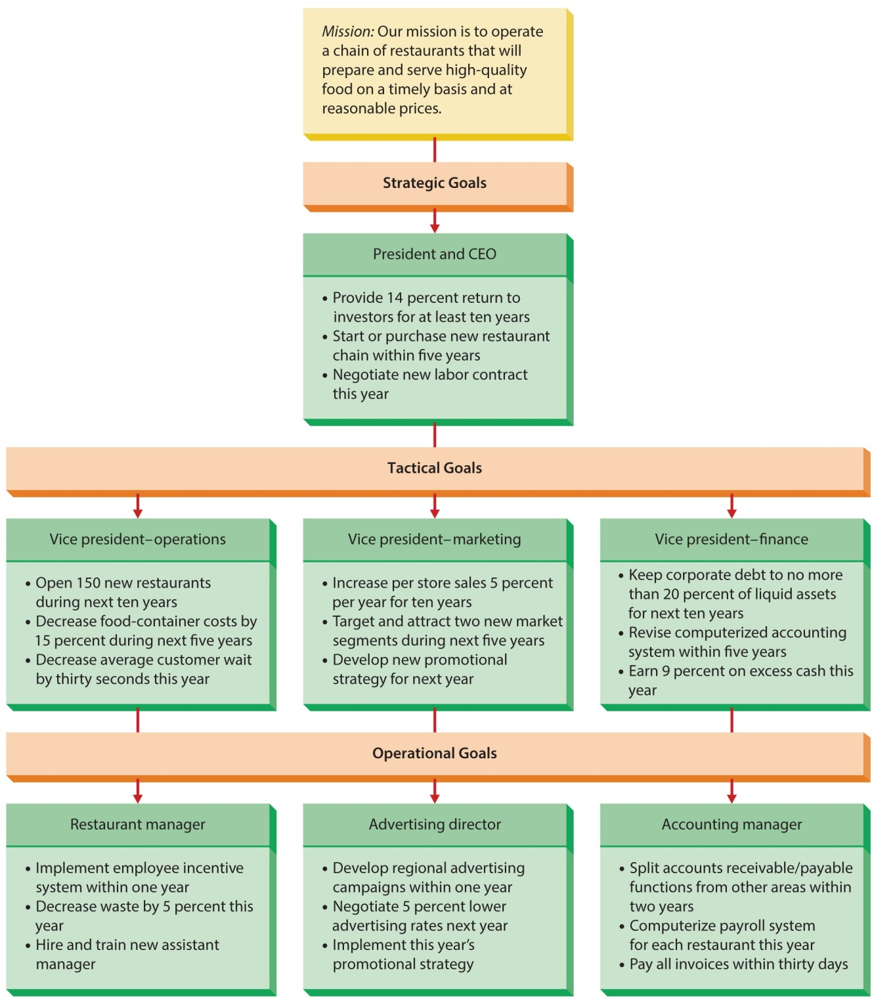 Mission: Our mission is to operate
a chain of restaurants that will
prepare and serve high-quality
food on a timely basis and at
reasonable prices.
Strategic Goals
President and CEO
• Provide 14 percent return to
investors for at least ten years
• Start or purchase new restaurant
chain within five years
• Negotiate new labor contract
this year
Tactical Goals
Vice president–operations
• Open 150 new restaurants
during next ten years
• Decrease food-container costs by
15 percent during next five years
• Decrease average customer wait
by thirty seconds this year
Vice president–marketing
• Increase per store sales 5 percent
per year for ten years
• Target and attract two new market
segments during next five years
• Develop new promotional
strategy for next year
Vice president–finance
• Keep corporate debt to no more
than 20 percent of liquid assets
for next ten years
• Revise computerized accounting
system within five years
• Earn 9 percent on excess cash this
year
Operational Goals
Restaurant manager
• Implement employee incentive
system within one year
• Decrease waste by 5 percent this
year
• Hire and train new assistant
manager
Advertising director
• Develop regional advertising
campaigns within one year
• Negotiate 5 percent lower
advertising rates next year
• Implement this year’s
promotional strategy
Accounting manager
• Split accounts receivable/payable
functions from other areas within
two years
• Computerize payroll system
for each restaurant this year
• Pay all invoices within thirty days